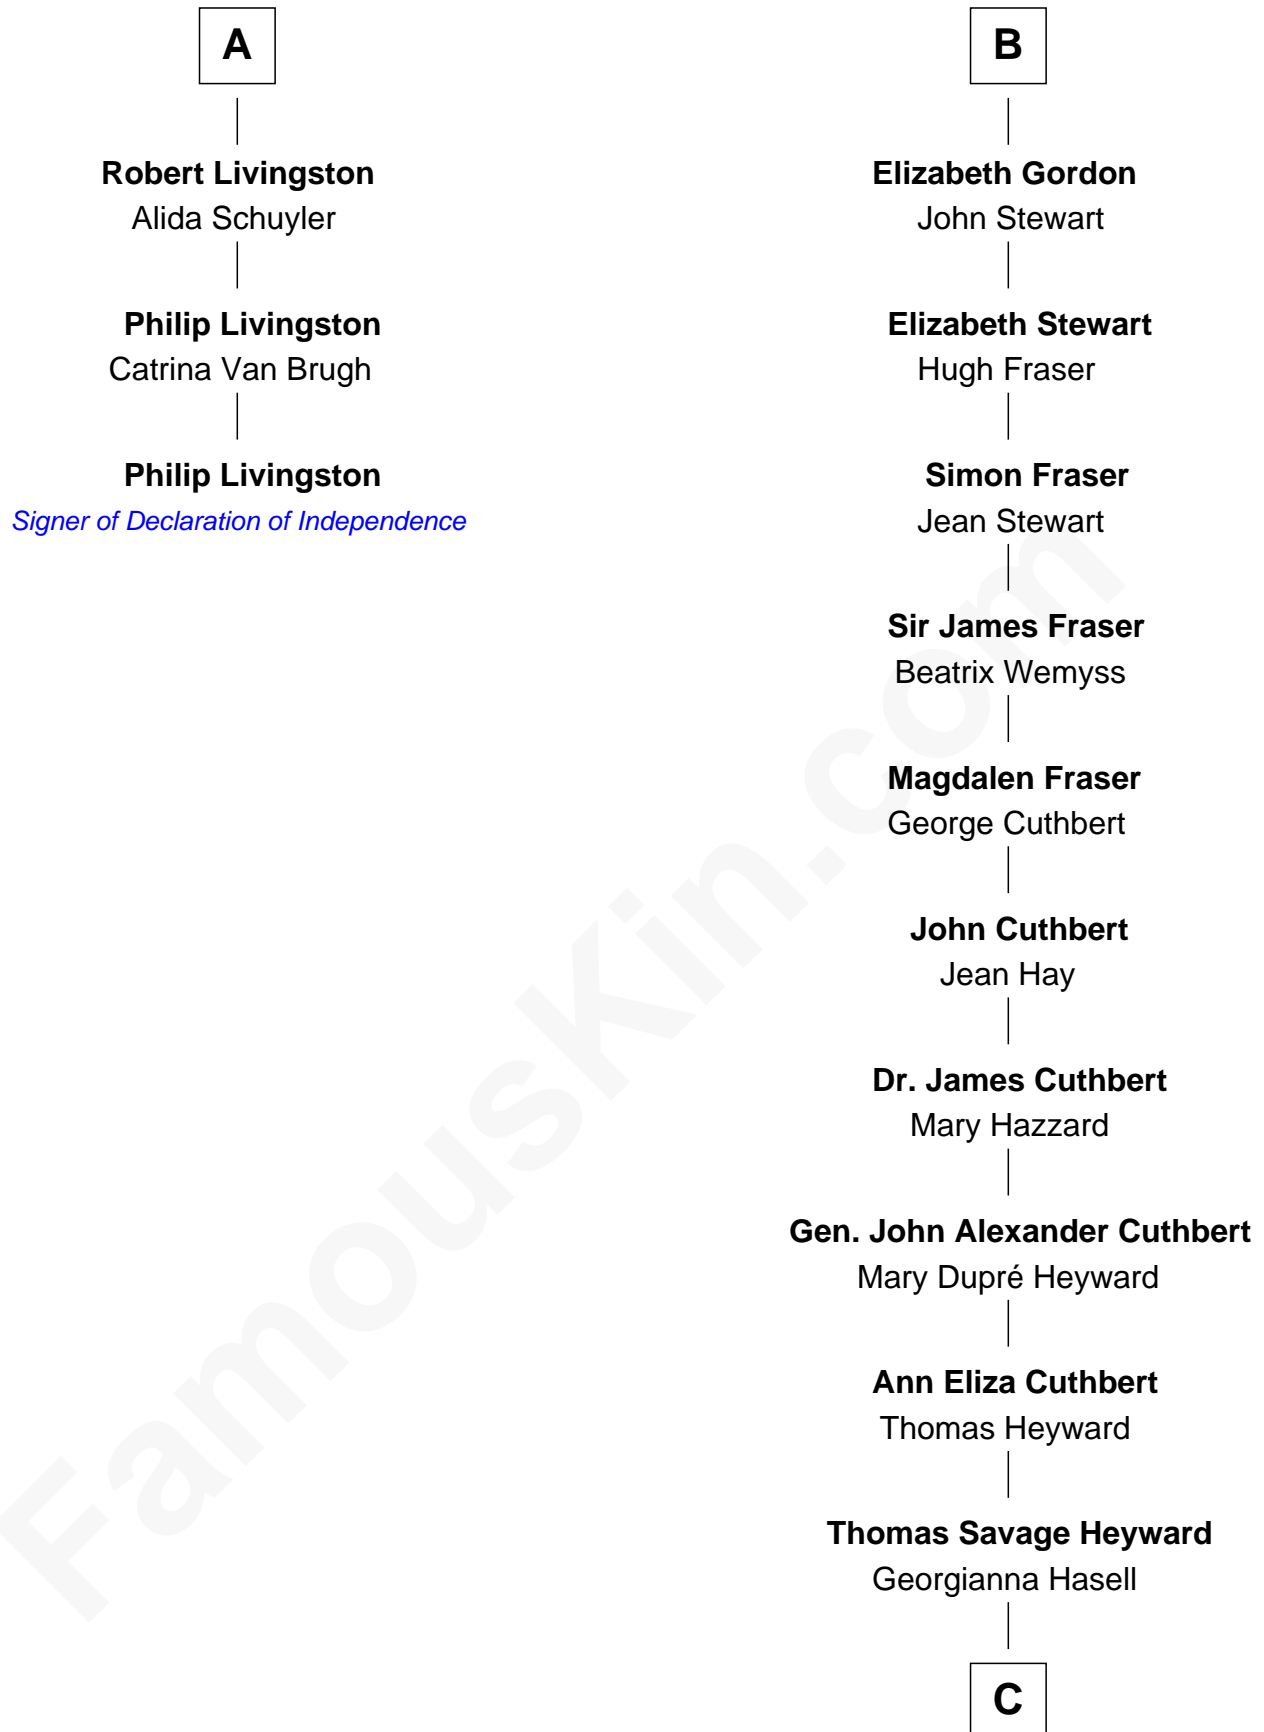 A
Robert Livingston
Alida Schuyler
Philip Livingston
Catrina Van Brugh
Philip Livingston
Signer of Declaration of Independence
B
Elizabeth Gordon
John Stewart
Elizabeth Stewart
Hugh Fraser
Simon Fraser
Jean Stewart
Sir James Fraser
Beatrix Wemyss
Magdalen Fraser
George Cuthbert
John Cuthbert
Jean Hay
Dr. James Cuthbert
Mary Hazzard
Gen. John Alexander Cuthbert
Mary Dupré Heyward
Ann Eliza Cuthbert
Thomas Heyward
Thomas Savage Heyward
Georgianna Hasell
C
FamousKin.com